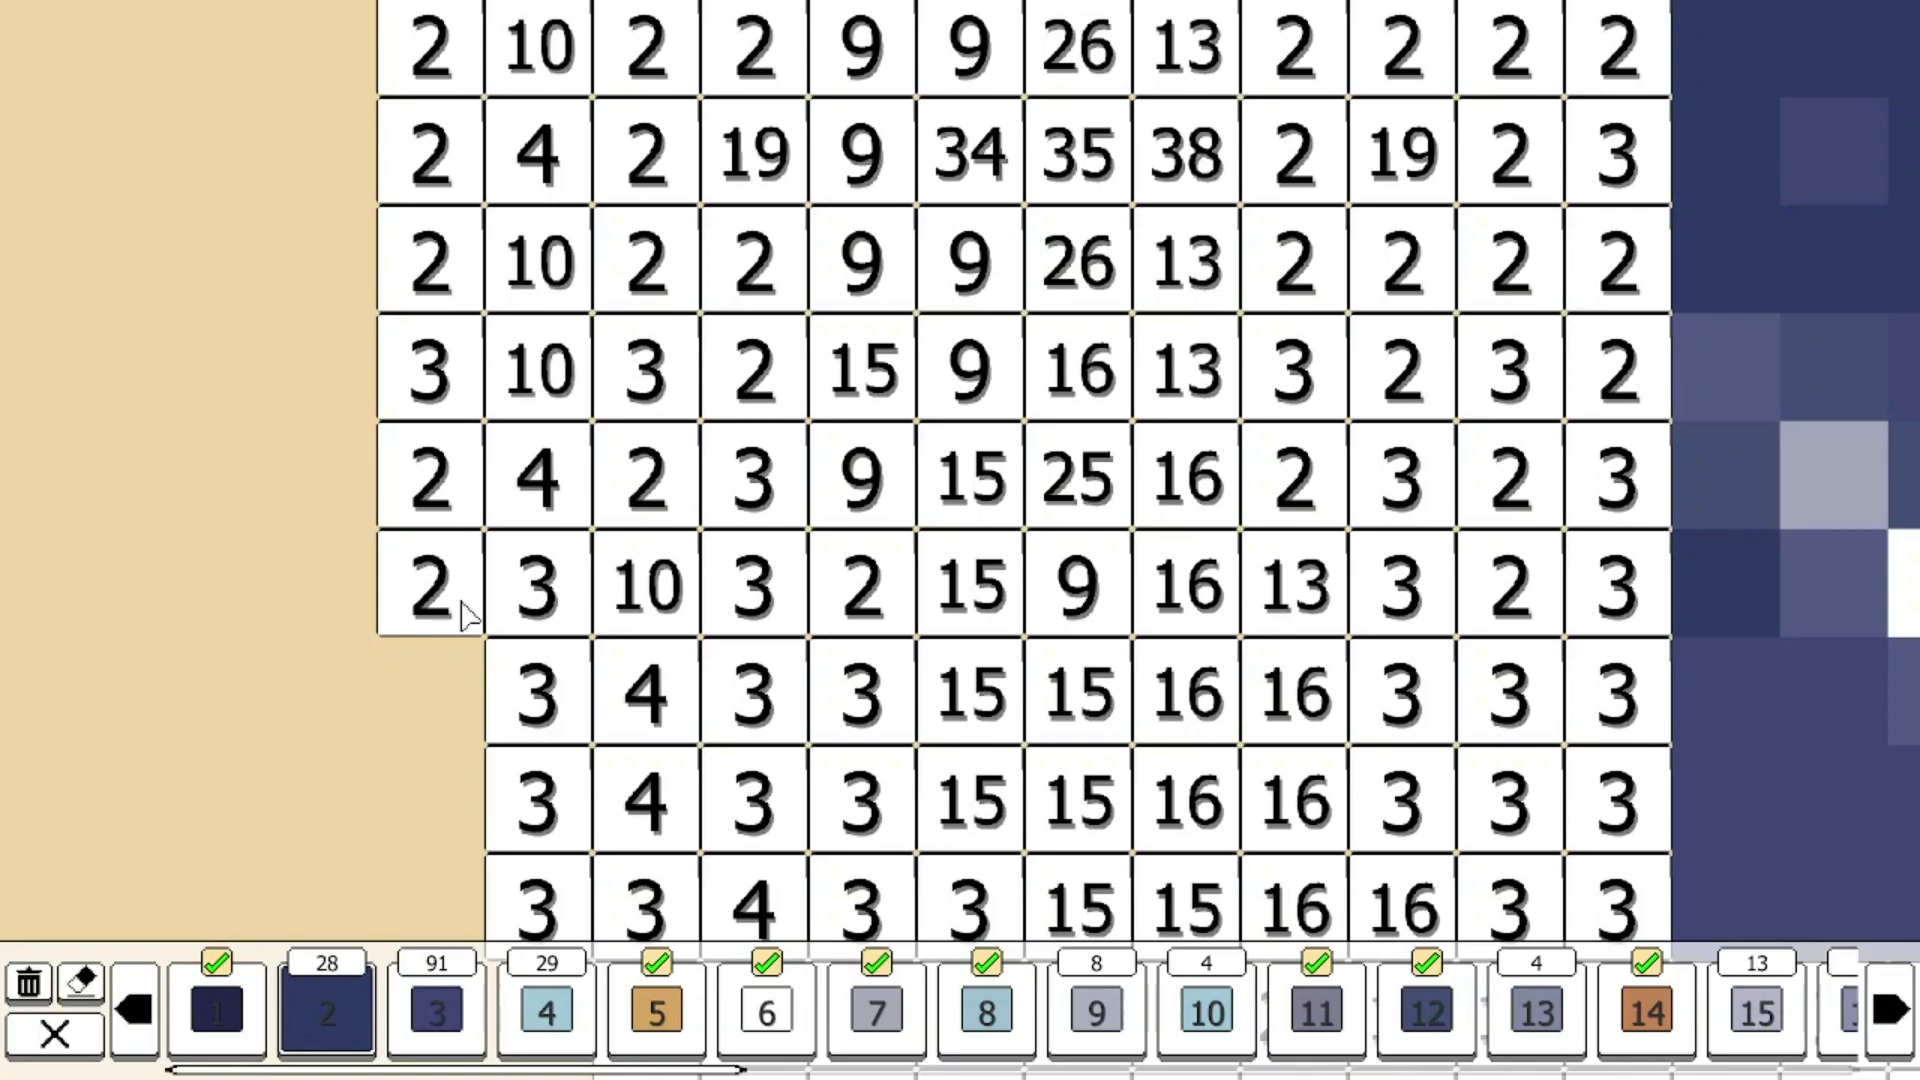 2 10 2 2 9 9 26 13 2 2 2 2
2 4 2 19 9 34 35 38 2 19 2 3
2 10 2 2 9 9 26 13 2 2 2 2
3 10 3 2 15 9 16 13 3 2 3 2
2 4 2 3 9 15 25 16 2 3 2 3
2 3 10 3 2 15 9 16 13 3 2 3
3 4 3 3 15 15 16 16 3 3 3
3 4 3 3 15 15 16 16 3 3 3
3 3 4 3 3 15 15 16 16 3 3
28 91 29 8 4 4 13
1 2 3 4 5 6 7 8 9 10 11 12 13 14 15